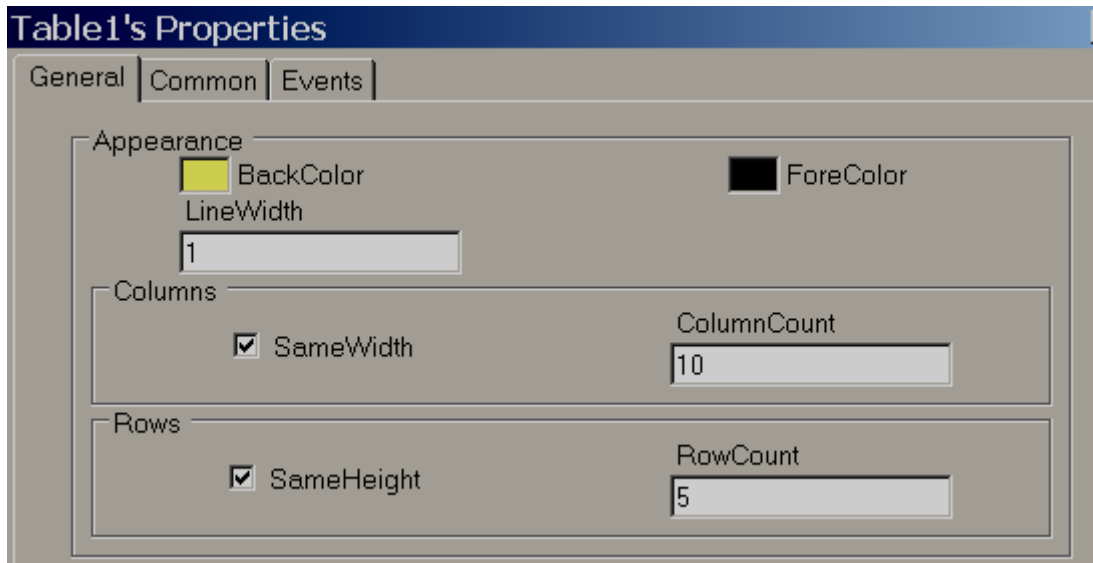 Table1's Properties
General Common Events
Appearance
BackColor ForeColor
LineWidth
1
Columns
SameWidth
ColumnCount
10
Rows
SameHeight
RowCount
5